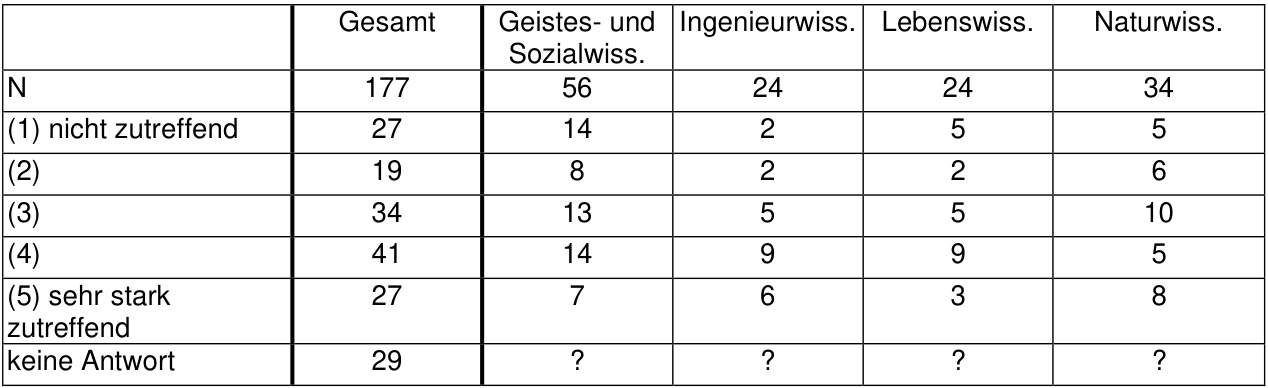 Gesamt Geistes- und Ingenieurwiss. Lebenswiss. Naturwiss.
Sozialwiss.
N 177 56 24 24 34
(1) nicht zutreffend 27 14 2 5 5
(2) 19 8 2 2 6
(3) 34 13 5 5 10
(4) 41 14 9 9 5
(5) sehr stark 27 7 6 3 8
zutreffend
keine Antwort 29 ? ? ? ?